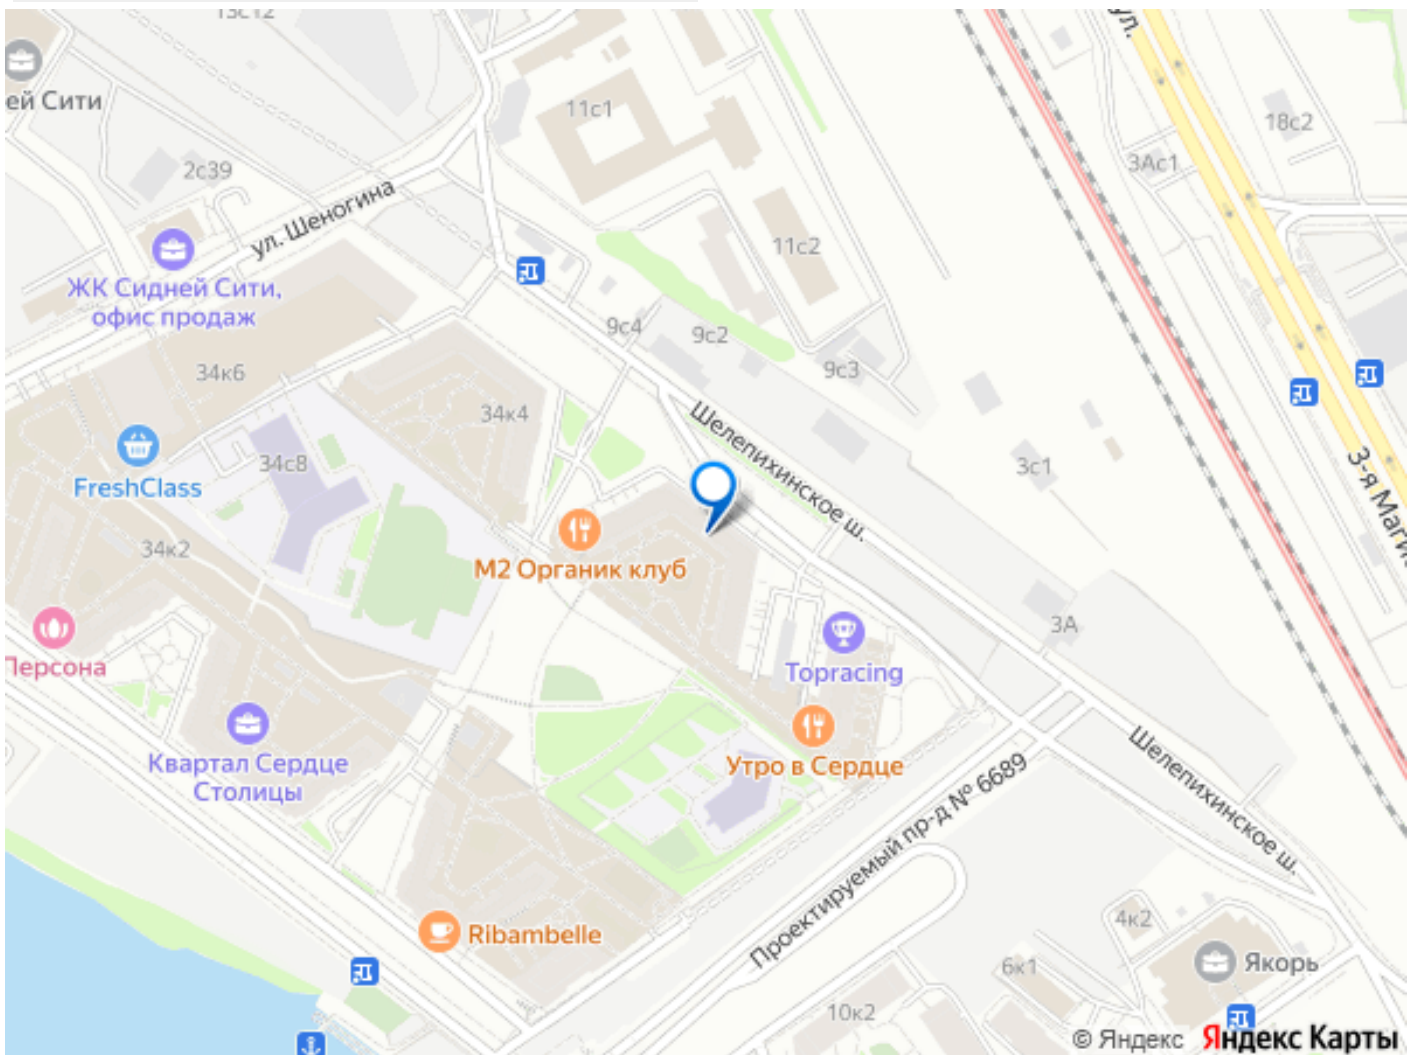 13с12
ул.
ей Сити
11с1
18с2
3Ас1
2с39
ул. Шеногина
11с2
ЖК Сидней Сити,
офис продаж
9с4
9с2
9с3
34к6
34к4
Шелепихинское ш.
3-я Маги
34с8
3с1
FreshClass
34к2
М2 Органик клуб
3А
Персона
Topracing
Квартал Сердце
Столицы
Утро в Сердце
Шелепихинское ш.
Проектируемый пр-д № 6689
4к2
Ribambelle
6к1
Якорь
10к2
© Яндекс Яндекс Карты